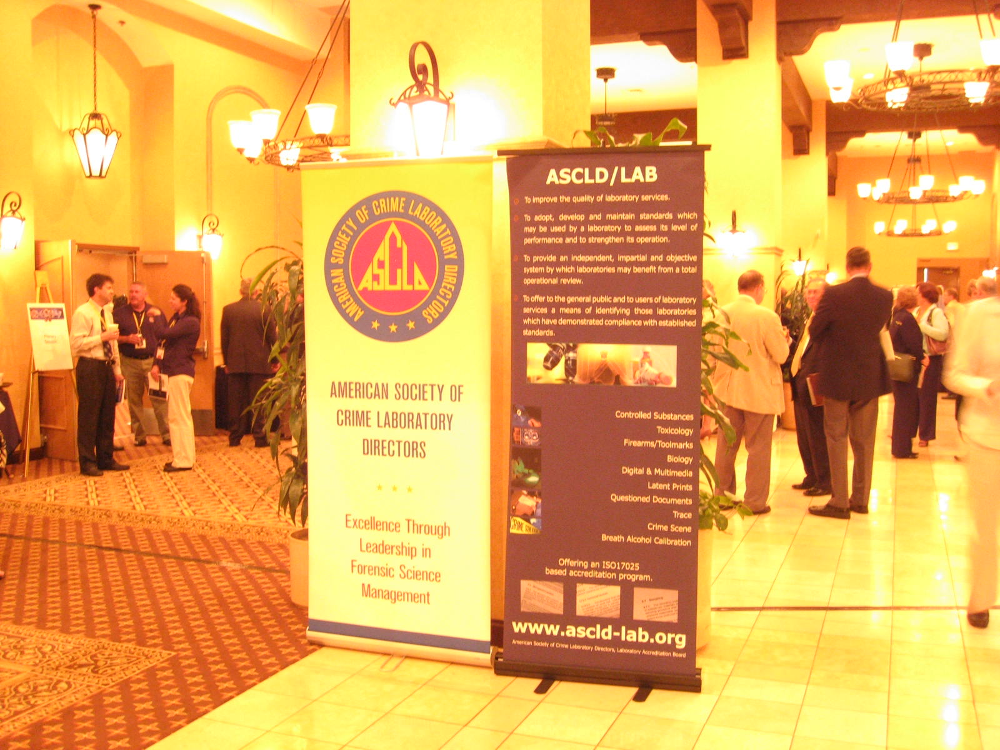 AMERICAN SOCIETY OF CRIME LABORATORY DIRECTORS
ASCLD
AMERICAN SOCIETY OF
CRIME LABORATORY
DIRECTORS
Excellence Through
Leadership in
Forensic Science
Management
ASCLD/LAB
To improve the quality of laboratory services.
To adopt, develop and maintain standards which
may be used by a laboratory to assess its level of
performance and to strengthen its operation.
To provide an independent, impartial and objective
system by which laboratories may benefit from a total
operational review.
To offer to the general public and to users of laboratory
services a means of identifying those laboratories
which have demonstrated compliance with established
standards.
Controlled Substances
Toxicology
Firearms/Toolmarks
Biology
Digital & Multimedia
Latent Prints
Questioned Documents
Trace
Crime Scene
Breath Alcohol Calibration
CRIME
Offering an ISO17025
based accreditation program.
www.ascld-lab.org
American Society of Crime Laboratory Directors, Laboratory Accreditation Board